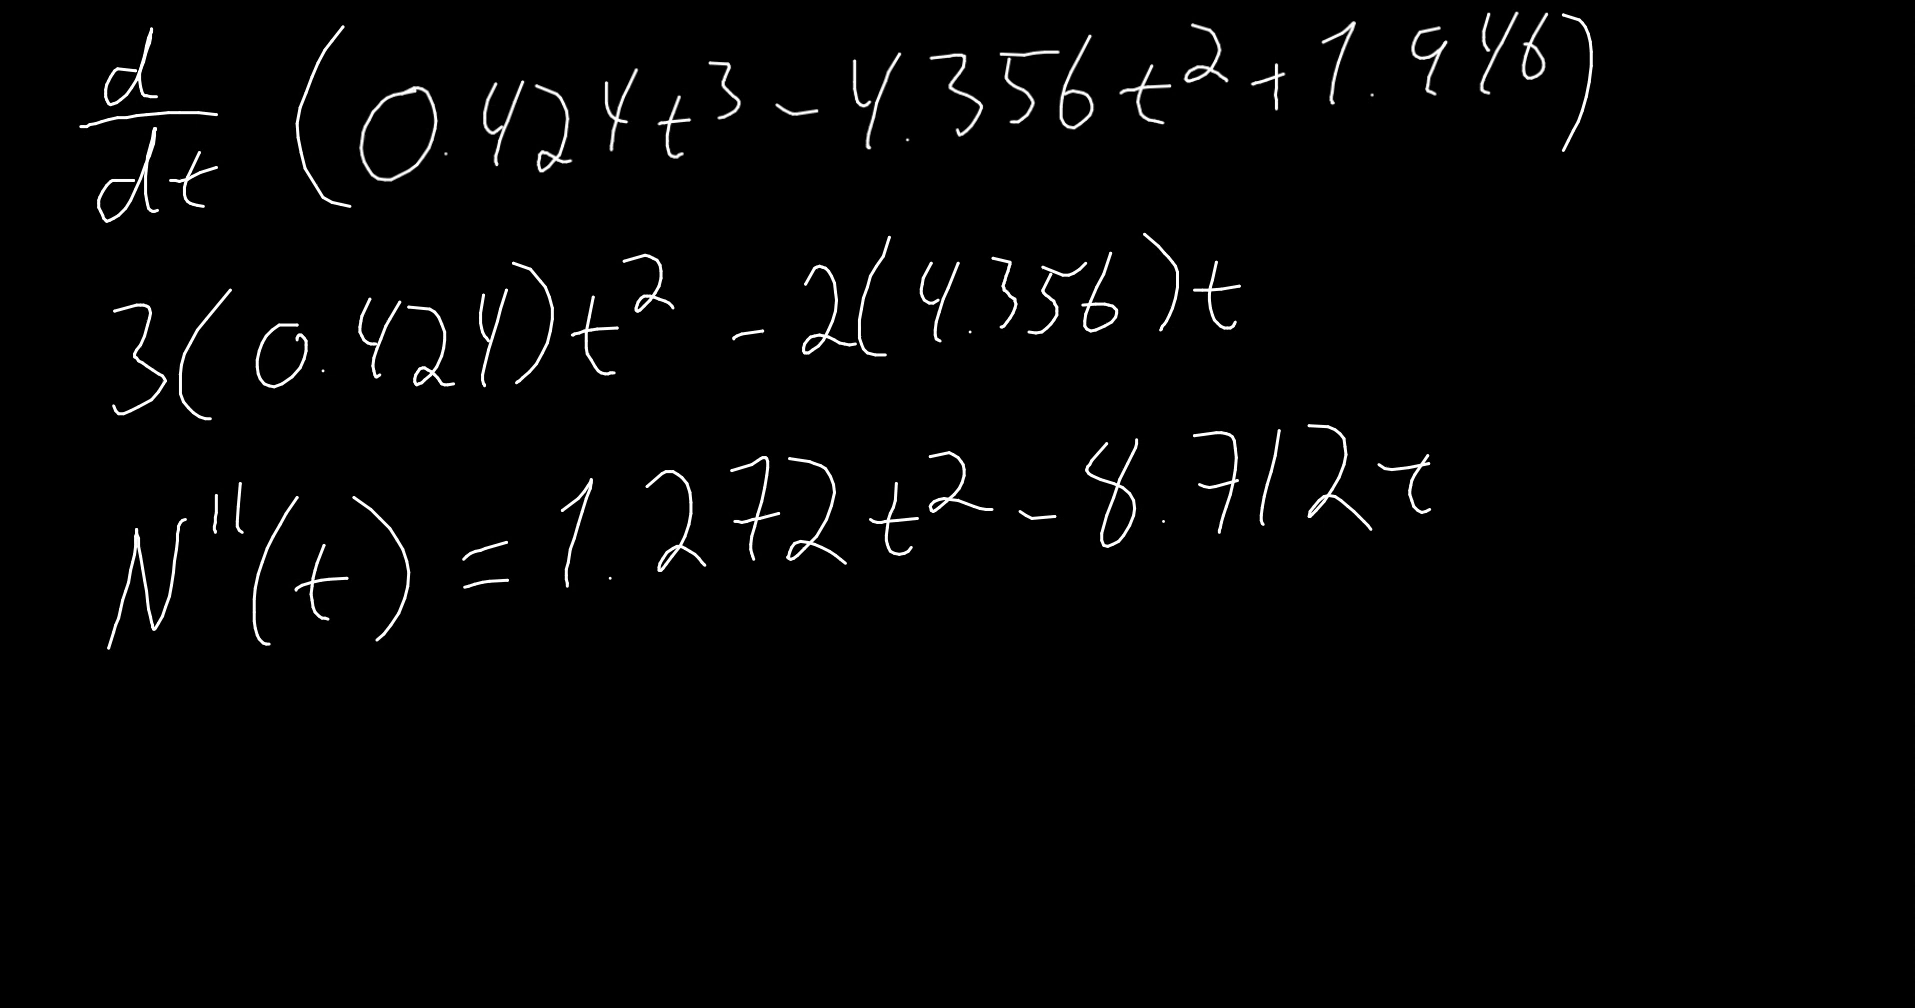 d/dt (0.424t³ - 4.356t² + 1.946)
3(0.424)t² - 2(4.356)t
N''(t) = 1.272t² - 8.712t